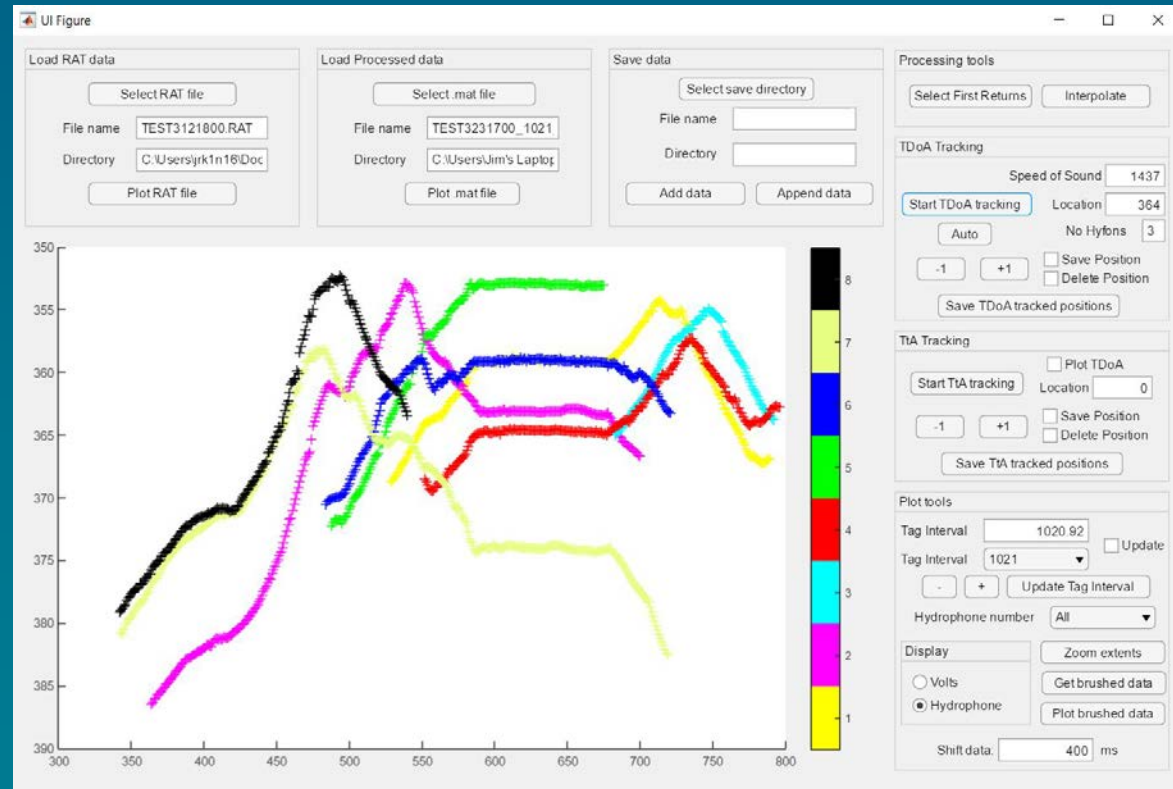 UI Figure
Load RAT data
Select RAT file
File name TEST3121800.RAT
Directory C:\Users\jrk1n16\Doc
Plot RAT file
Load Processed data
Select .mat file
File name TEST3231700_1021_
Directory C:\Users\Jim's Laptop
Plot .mat file
Save data
Select save directory
File name
Directory
Add data Append data
Processing tools
Select First Returns Interpolate
TDoA Tracking
Speed of Sound 1437
Start TDoA tracking Location 364
Auto No Hyfons 3
-1 +1 Save Position
Delete Position
Save TDoA tracked positions
TtA Tracking
Plot TDoA
Start TtA tracking Location 0
-1 +1 Save Position
Delete Position
Save TtA tracked positions
Plot tools
Tag Interval 1020.92
Update
Tag Interval 1021
- + Update Tag Interval
Hydrophone number All
Display
Volts
Hydrophone
Zoom extents
Get brushed data
Plot brushed data
Shift data: 400 ms
350
355
360
365
370
375
380
385
390
300 350 400 450 500 550 600 650 700 750 800
8
7
6
5
4
3
2
1